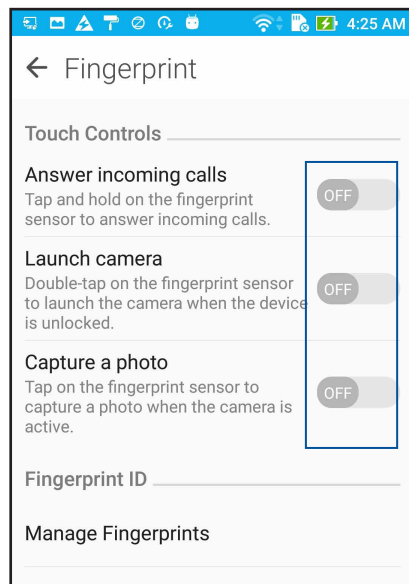 4:25 AM
Fingerprint
Touch Controls
Answer incoming calls
Tap and hold on the fingerprint
sensor to answer incoming calls.
OFF
Launch camera
Double-tap on the fingerprint sensor
to launch the camera when the device
is unlocked.
OFF
Capture a photo
Tap on the fingerprint sensor to
capture a photo when the camera is
active.
OFF
Fingerprint ID
Manage Fingerprints